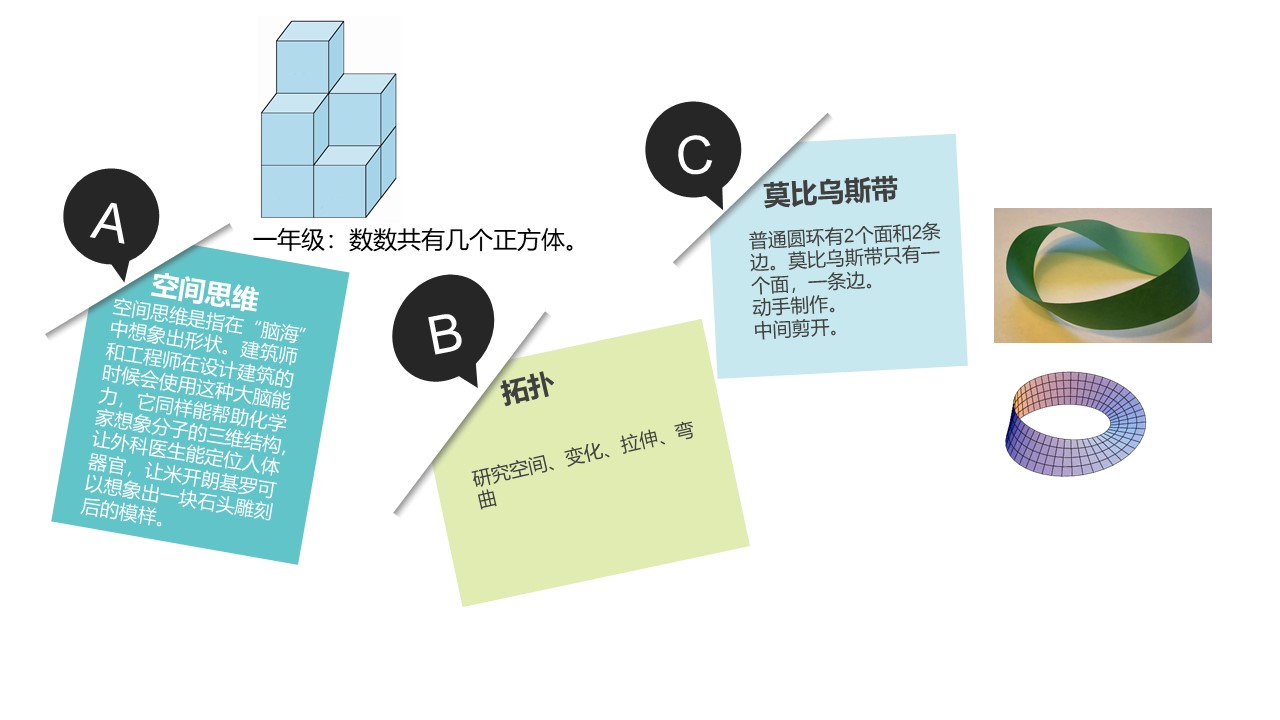 A
空间思维
空间思维是指在“脑海”
中想象出形状。建筑师
和工程师在设计建筑的
时候会使用这种大脑能
力，它同样能帮助化学
家想象分子的三维结构,
让外科医生能定位人体
器官，让米开朗基罗可
以想象出一块石头雕刻
后的模样。
一年级：数数共有几个正方体。
B
拓扑
研究空间、变化、拉伸、弯
曲
C
莫比乌斯带
普通圆环有2个面和2条
边。莫比乌斯带只有一
个面，一条边。
动手制作。
中间剪开。